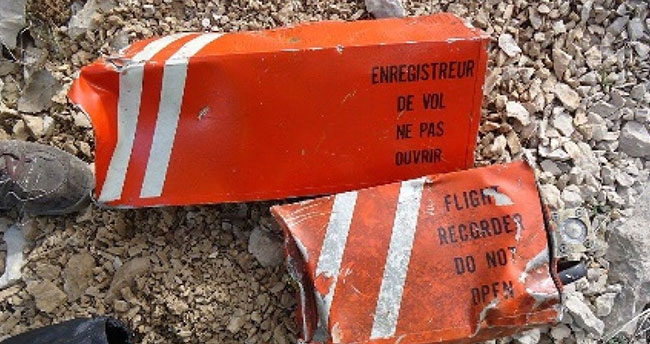 ENREGISTREUR
DE VOL
NE PAS
OUVRIR
FLIGHT
RECORDER
DO NOT
OPEN